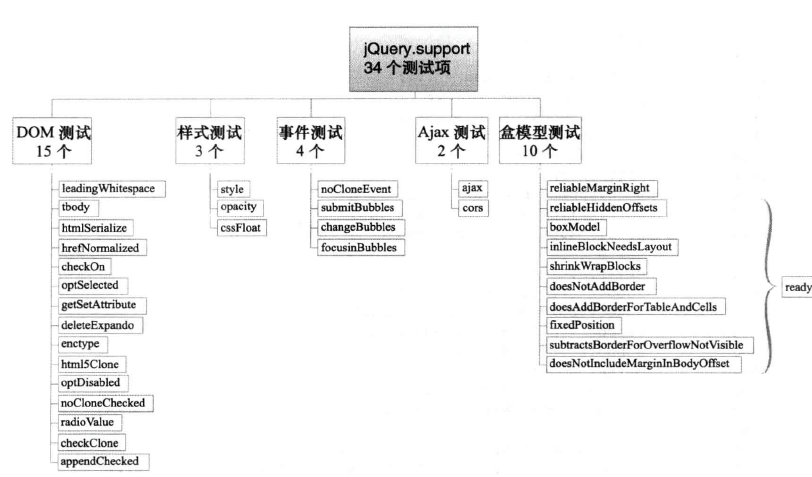 jQuery.support
34 个测试项
DOM 测试
15 个
样式测试
3 个
事件测试
4 个
Ajax 测试
2 个
盒模型测试
10 个
leadingWhitespace
tbody
htmlSerialize
hrefNormalized
checkOn
optSelected
getSetAttribute
deleteExpando
enctype
html5Clone
optDisabled
noCloneChecked
radioValue
checkClone
appendChecked
style
opacity
cssFloat
noCloneEvent
submitBubbles
changeBubbles
focusinBubbles
ajax
cors
reliableMarginRight
reliableHiddenOffsets
boxModel
inlineBlockNeedsLayout
shrinkWrapBlocks
doesNotAddBorder
doesAddBorderForTableAndCells
fixedPosition
subtractsBorderForOverflowNotVisible
doesNotIncludeMarginInBodyOffset
ready